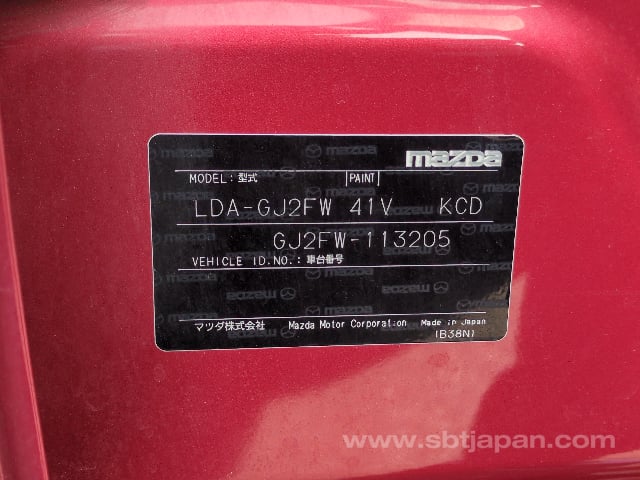 mazda
MODEL : 型式 PAINT
LDA-GJ2FW 41V KCD
GJ2FW-113205
VEHICLE ID.NO.: 車台番号
マツダ株式会社 Mazda Motor Corporation Made in Japan
IB38N1
www.sbtjapan.com